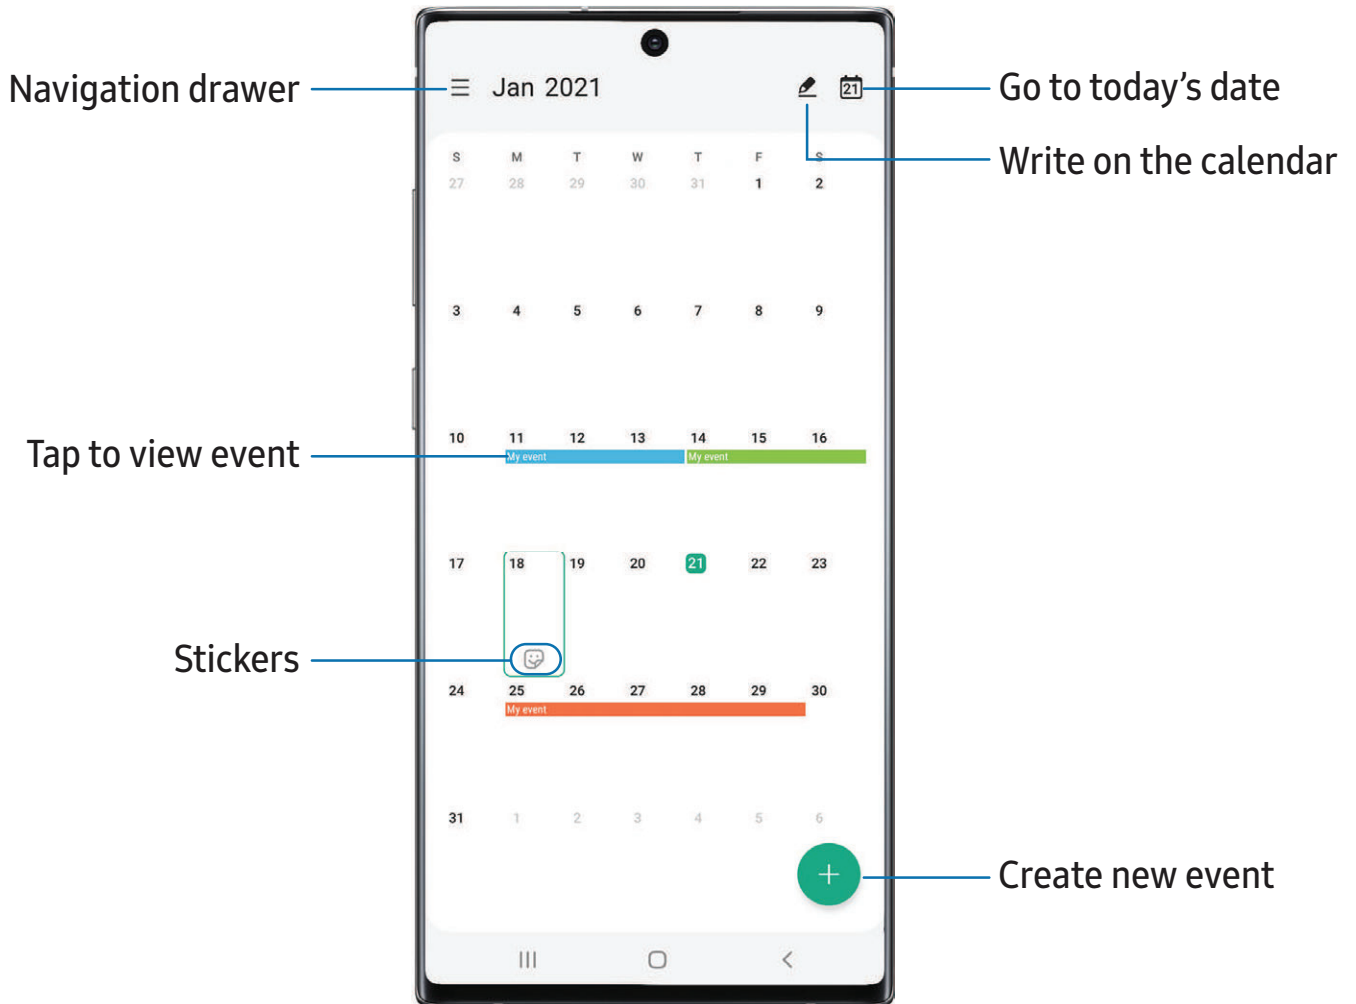 Navigation drawer
Jan 2021
21
Go to today's date
Write on the calendar
S M T W T F S
27 28 29 30 31 1 2
3 4 5 6 7 8 9
Tap to view event
10 11 12 13 14 15 16
My event My event
17 18 19 20 21 22 23
Stickers
24 25 26 27 28 29 30
My event
31 1 2 3 4 5 6
Create new event